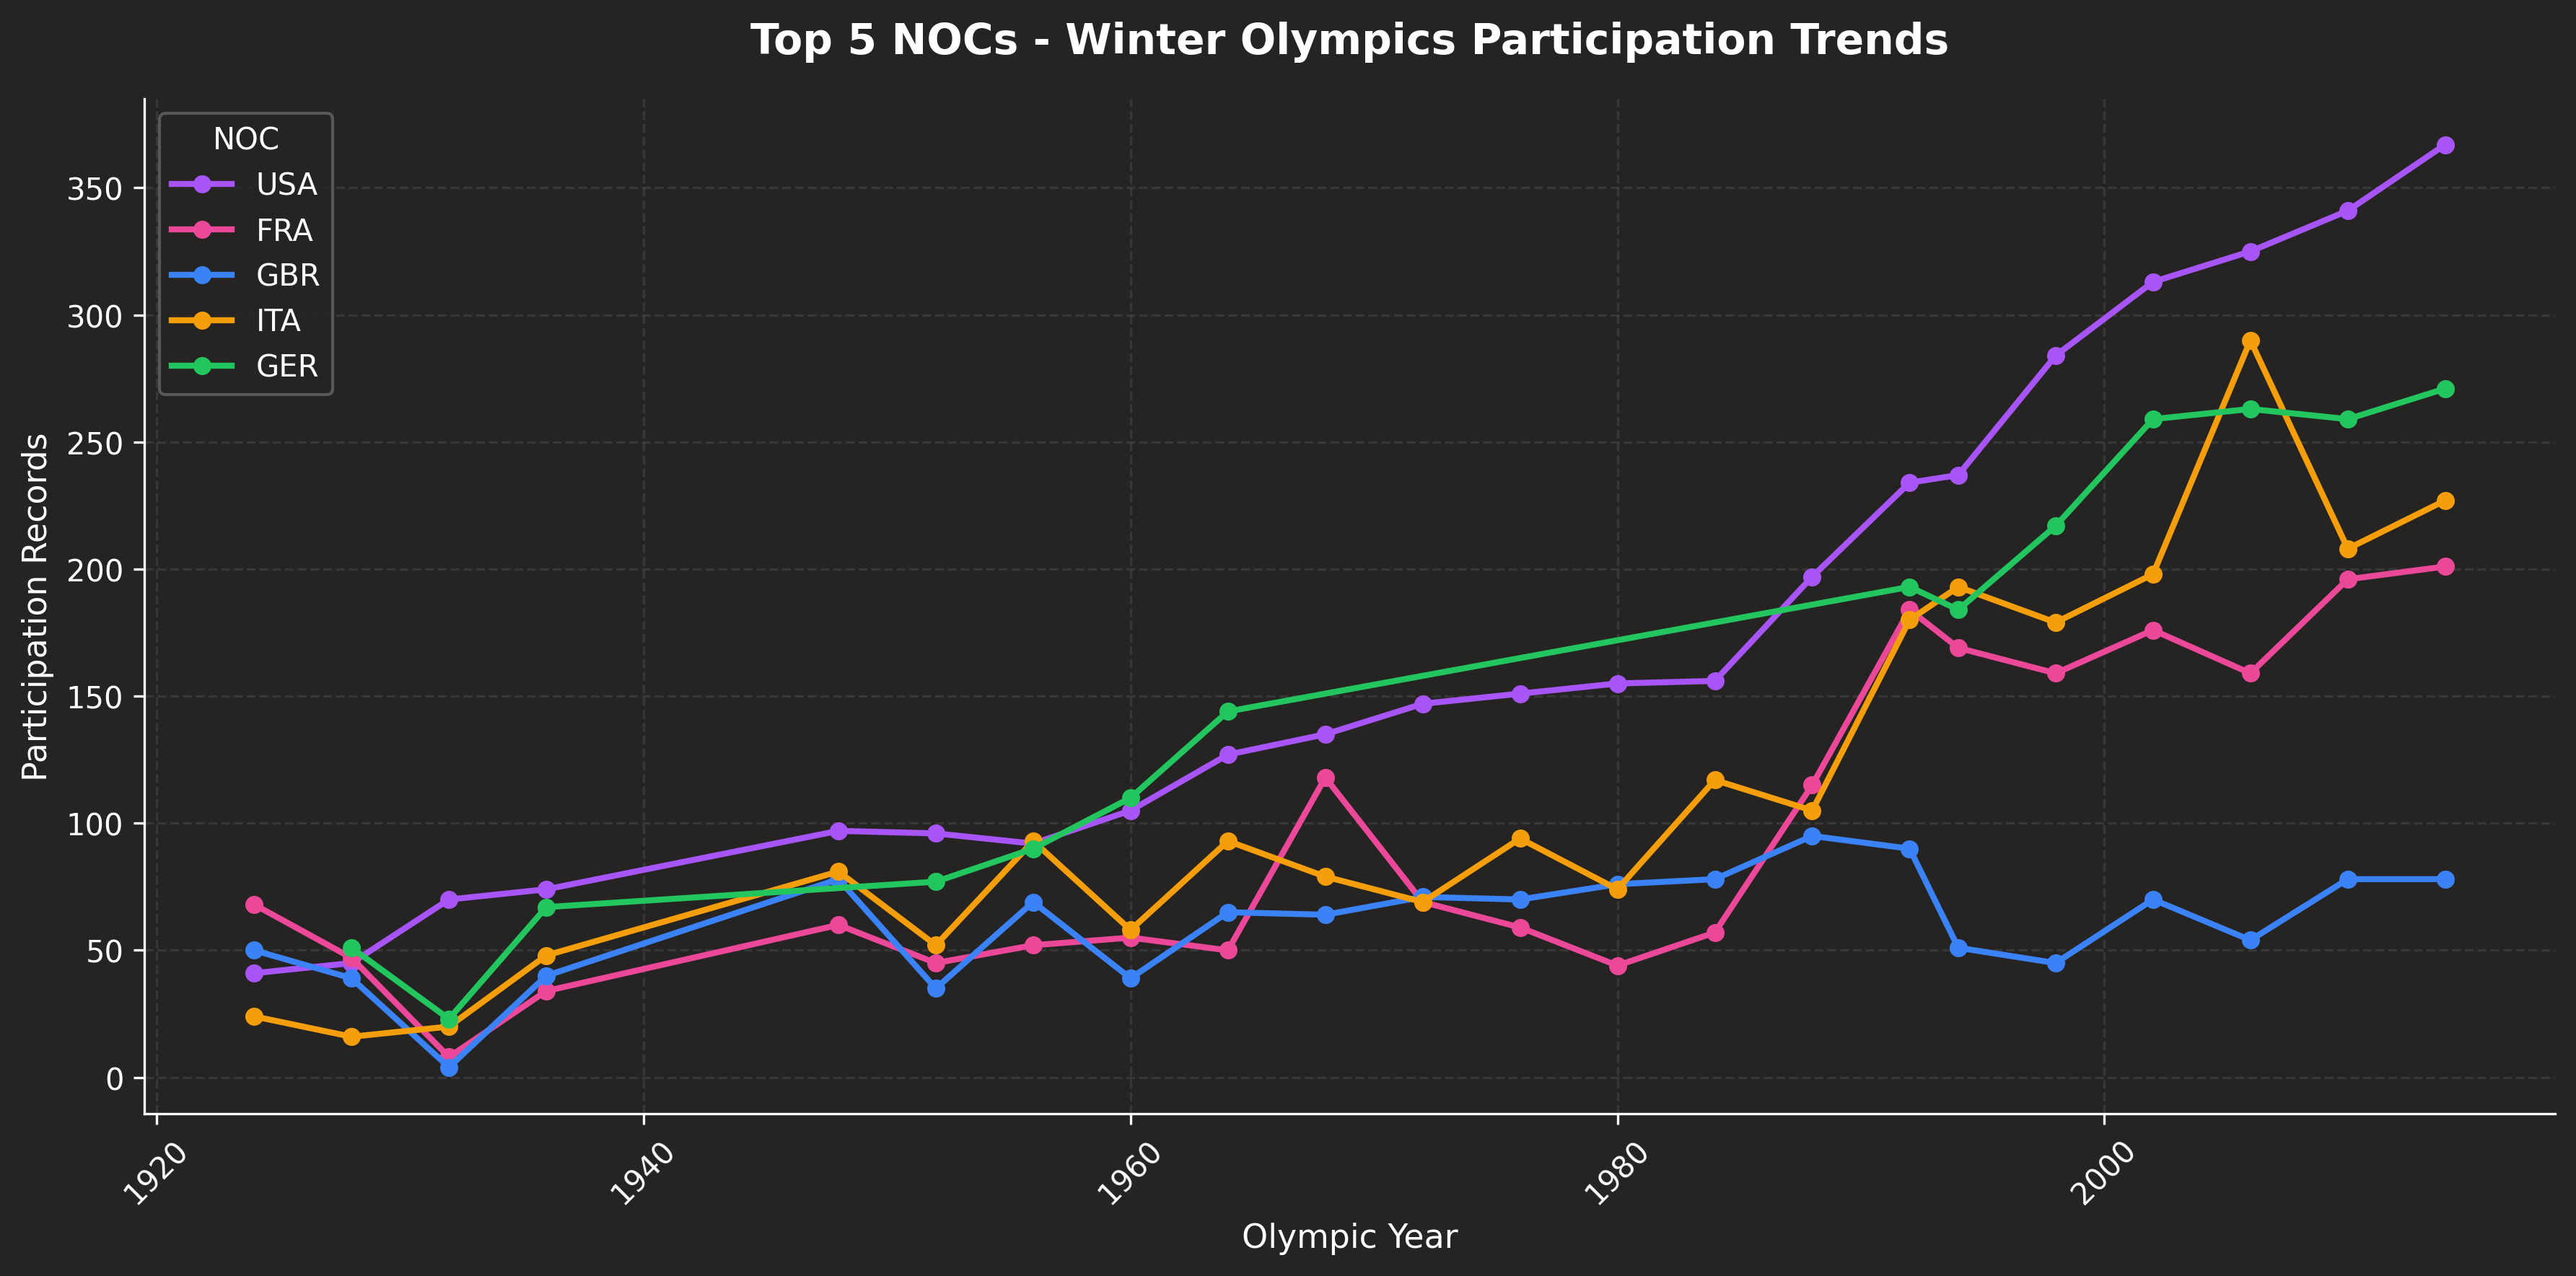 Top 5 NOCs - Winter Olympics Participation Trends
NOC
USA
FRA
GBR
ITA
GER
Participation Records
350
300
250
200
150
100
50
0
1920
1940
1960
1980
2000
Olympic Year